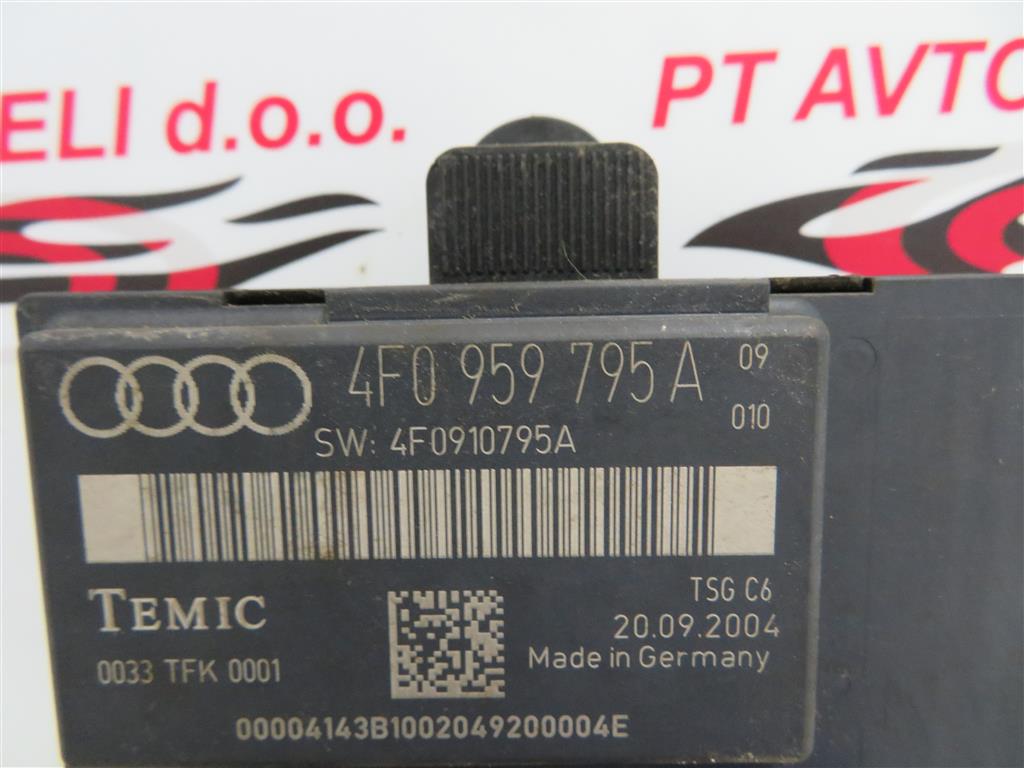 ELI d.o.o.
PT AVTO
4F0 959 795 A 09
010
SW: 4F0910795A
TEMIC
TSG C6
20.09.2004
0033 TFK 0001
Made in Germany
00004143B1002049200004E